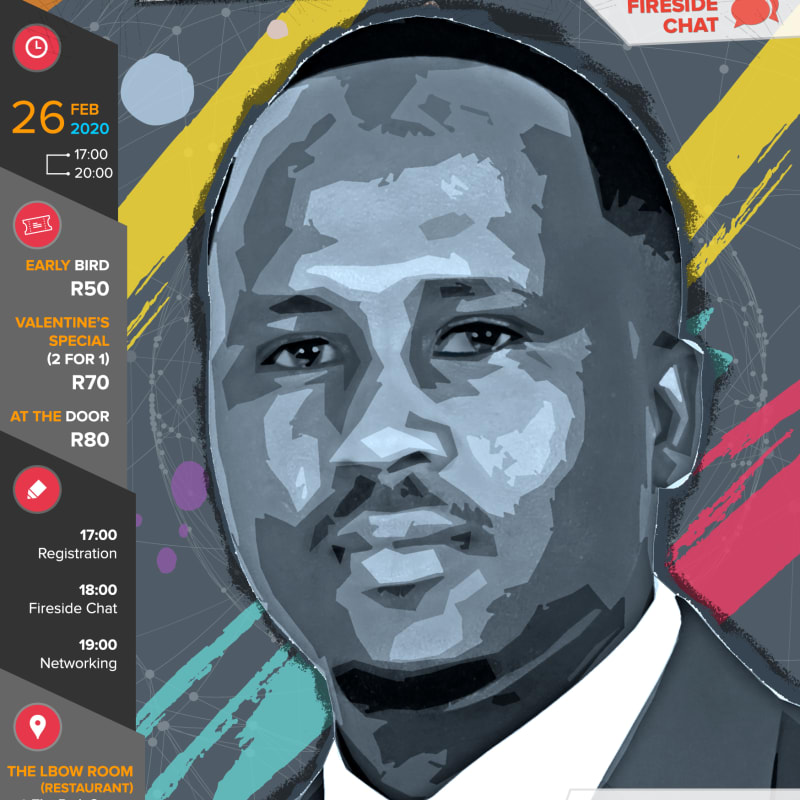 FIRESIDE
CHAT
26 FEB
2020
17:00
20:00
EARLY BIRD
R50
VALENTINE'S
SPECIAL
(2 FOR 1)
R70
AT THE DOOR
R80
17:00
Registration
18:00
Fireside Chat
19:00
Networking
THE LBOW ROOM
(RESTAURANT)